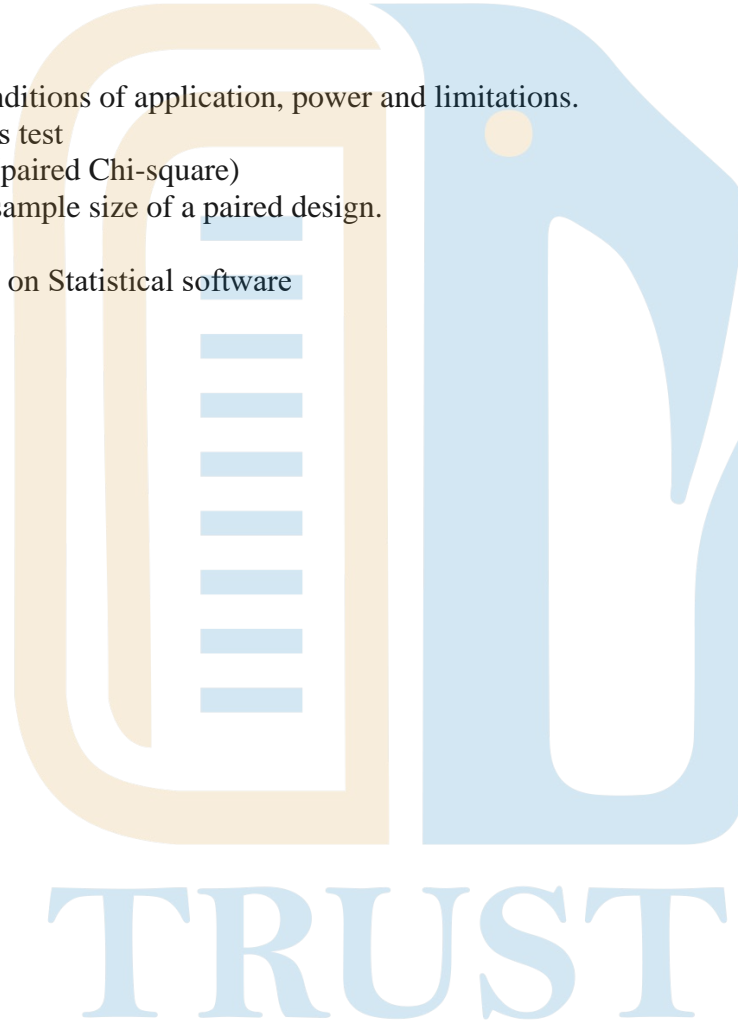 nditions of application, power and limitations.
s test
paired Chi-square)
sample size of a paired design.
on Statistical software
TRUST